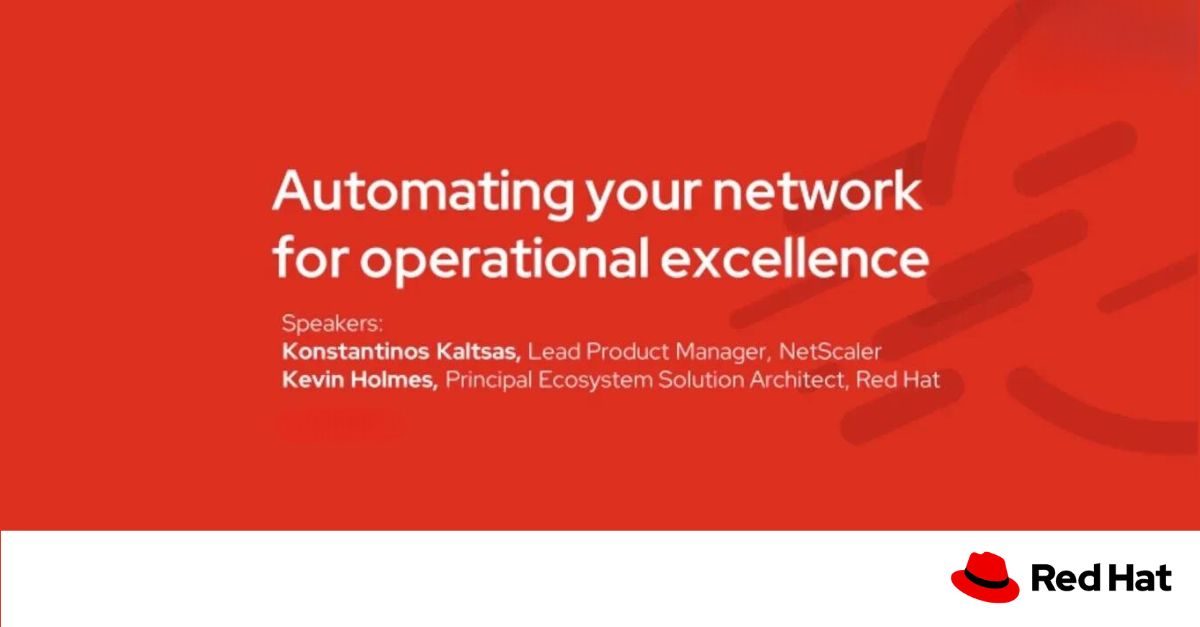 Automating your network
for operational excellence
Speakers:
Konstantinos Kaltsas, Lead Product Manager, NetScaler
Kevin Holmes, Principal Ecosystem Solution Architect, Red Hat
Red Hat